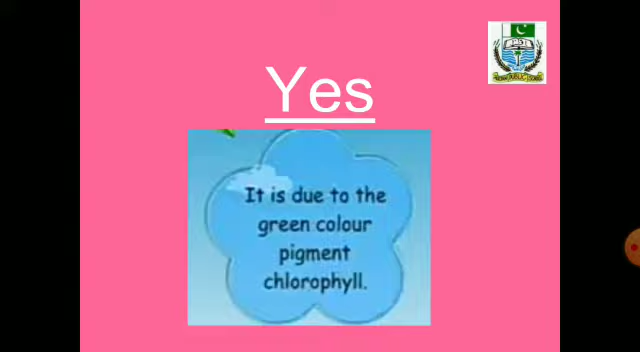 Yes
It is due to the
green colour
pigment
chlorophyll.